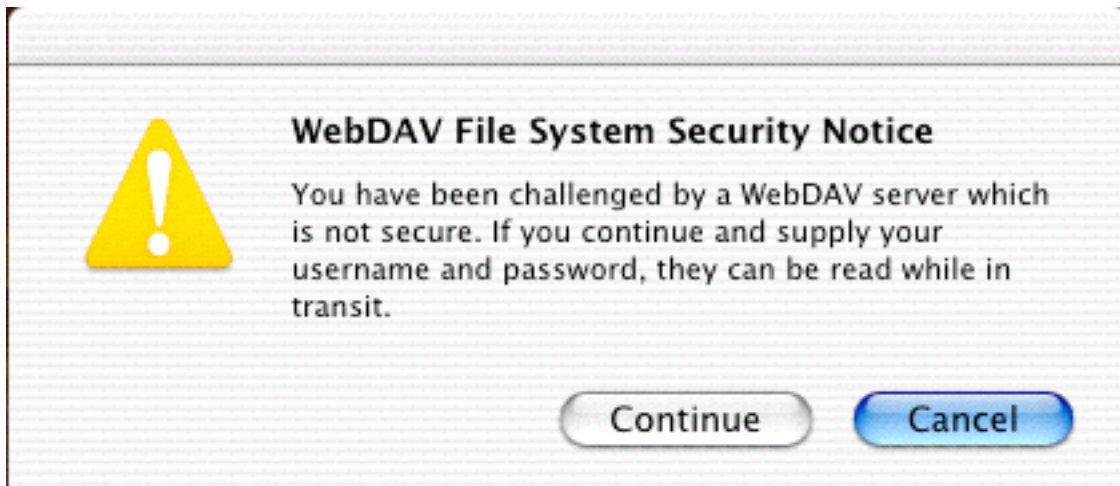 WebDAV File System Security Notice
You have been challenged by a WebDAV server which
is not secure. If you continue and supply your
username and password, they can be read while in
transit.
Continue Cancel